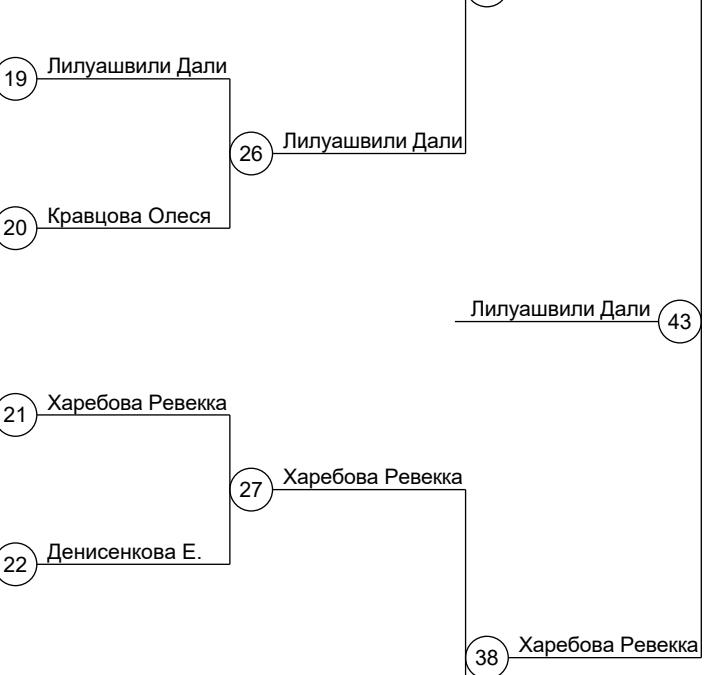 19 Лилуашвили Дали
26 Лилуашвили Дали
20 Кравцова Олеся
Лилуашвили Дали 43
21 Харебова Ревекка
27 Харебова Ревекка
22 Денисенкова Е.
38 Харебова Ревекка